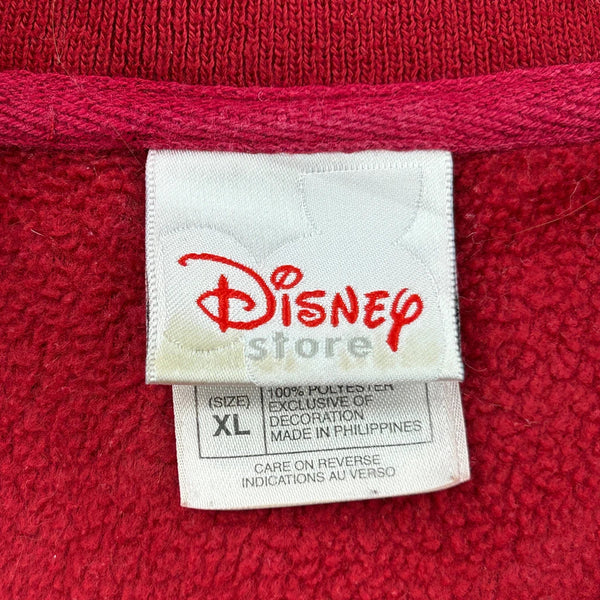 Disney
store
(SIZE)
XL
100% POLYESTER
EXCLUSIVE OF
DECORATION
MADE IN PHILIPPINES
CARE ON REVERSE
INDICATIONS AU VERSO